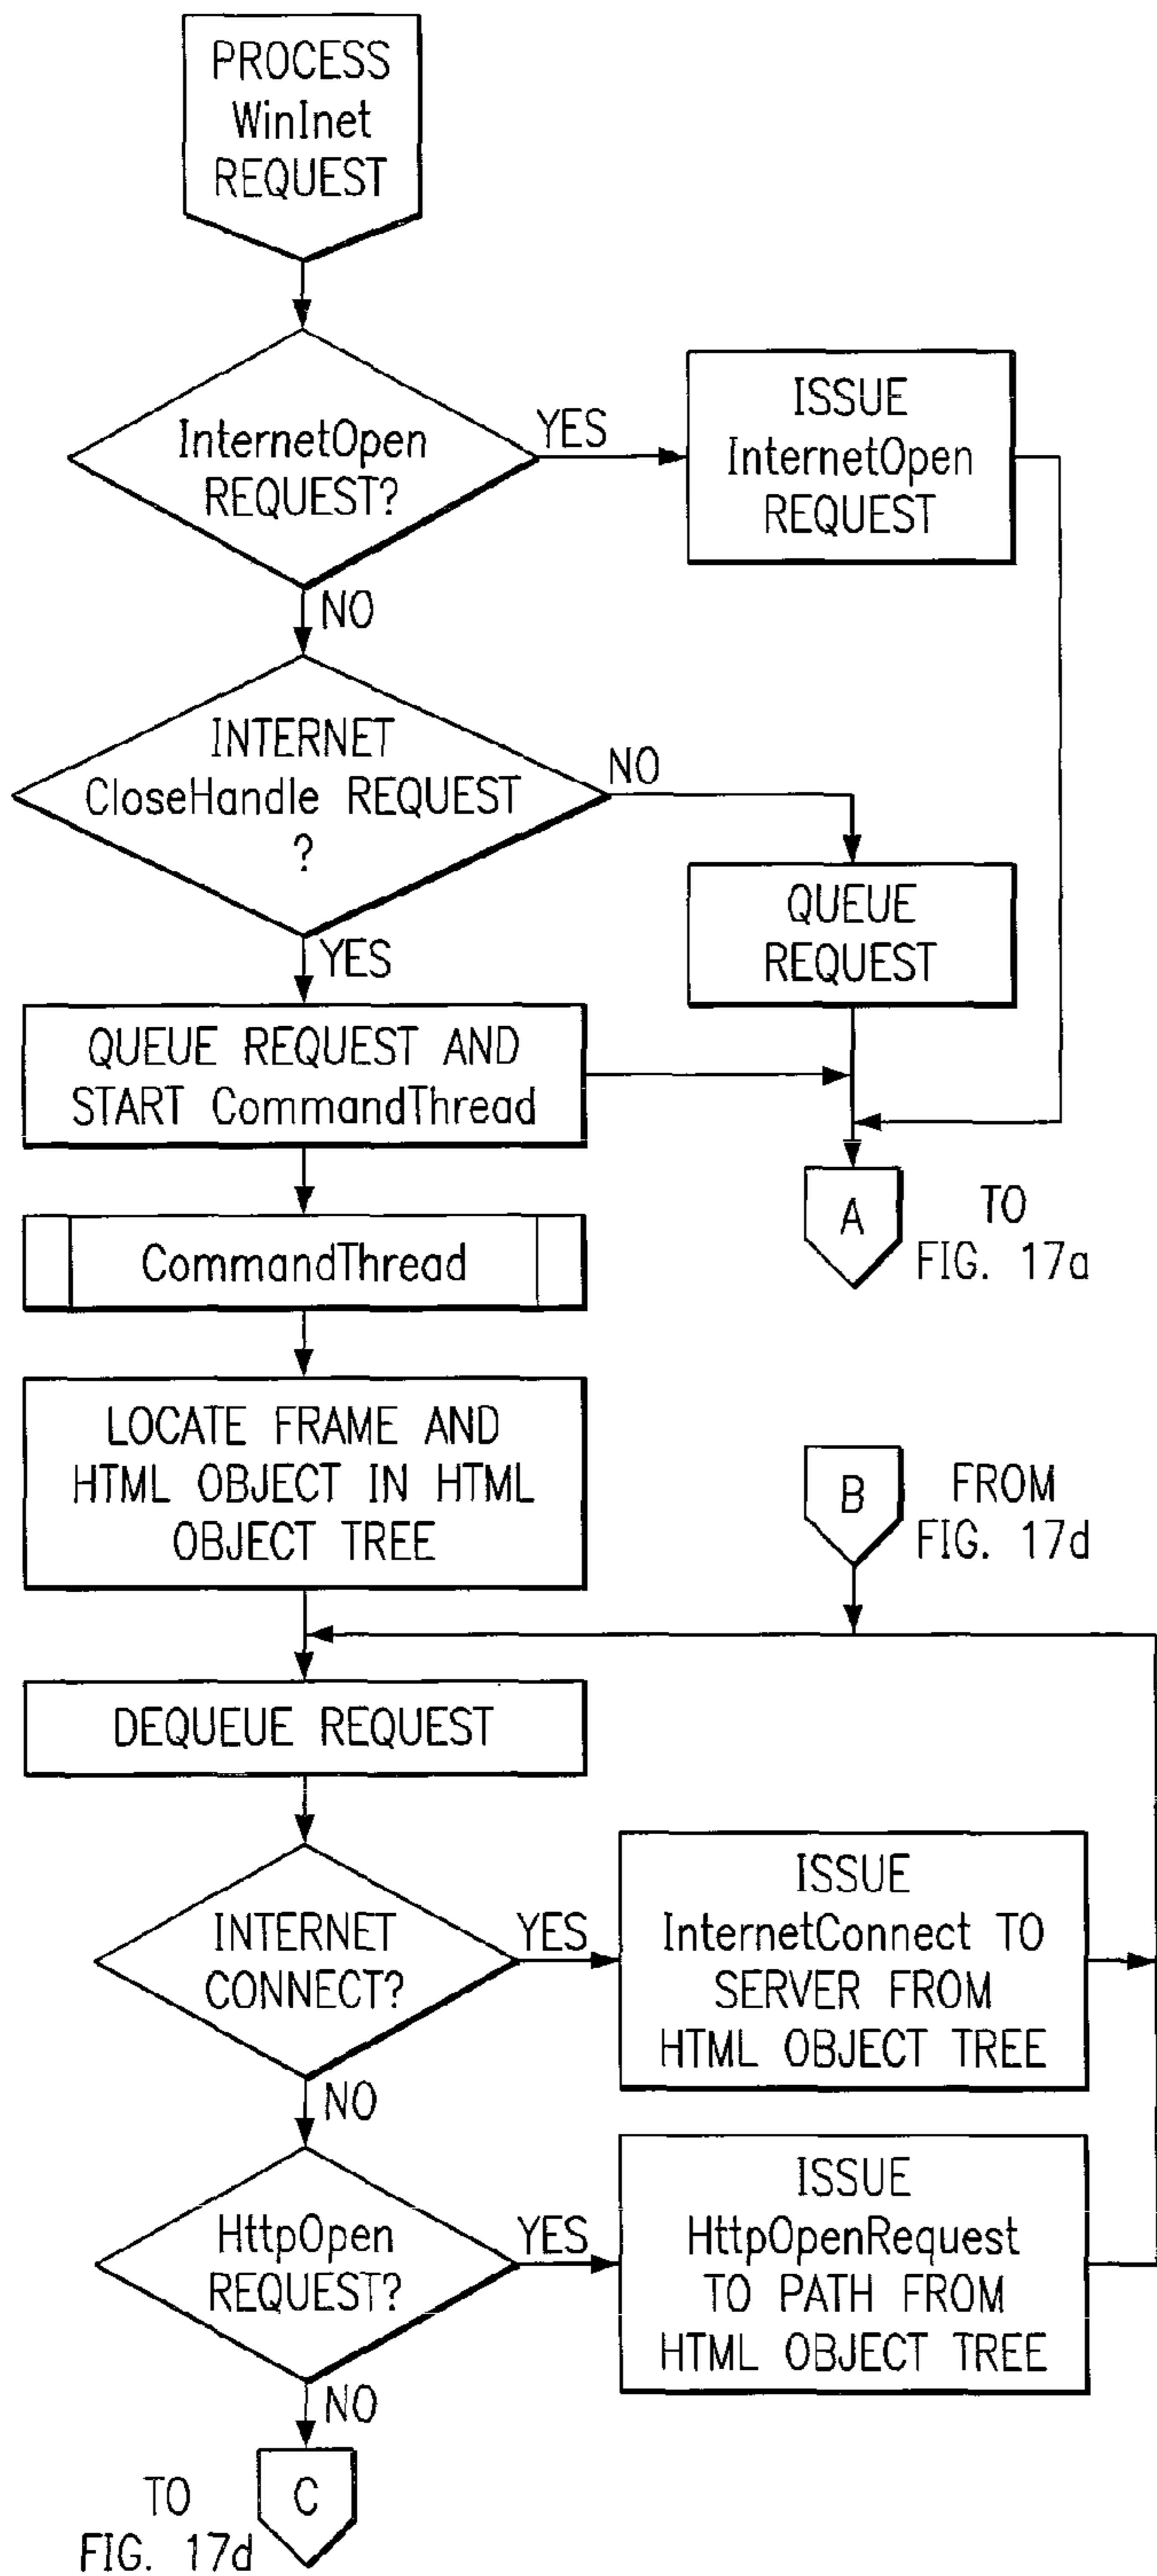 PROCESS
WinInet
REQUEST
InternetOpen
REQUEST?
YES
ISSUE
InternetOpen
REQUEST
NO
INTERNET
CloseHandle REQUEST
?
NO
QUEUE
REQUEST
YES
QUEUE REQUEST AND
START CommandThread
A
TO
FIG. 17a
CommandThread
LOCATE FRAME AND
HTML OBJECT IN HTML
OBJECT TREE
B
FROM
FIG. 17d
DEQUEUE REQUEST
INTERNET
CONNECT?
YES
ISSUE
InternetConnect TO
SERVER FROM
HTML OBJECT TREE
NO
HttpOpen
REQUEST?
YES
ISSUE
HttpOpenRequest
TO PATH FROM
HTML OBJECT TREE
NO
C
TO
FIG. 17d